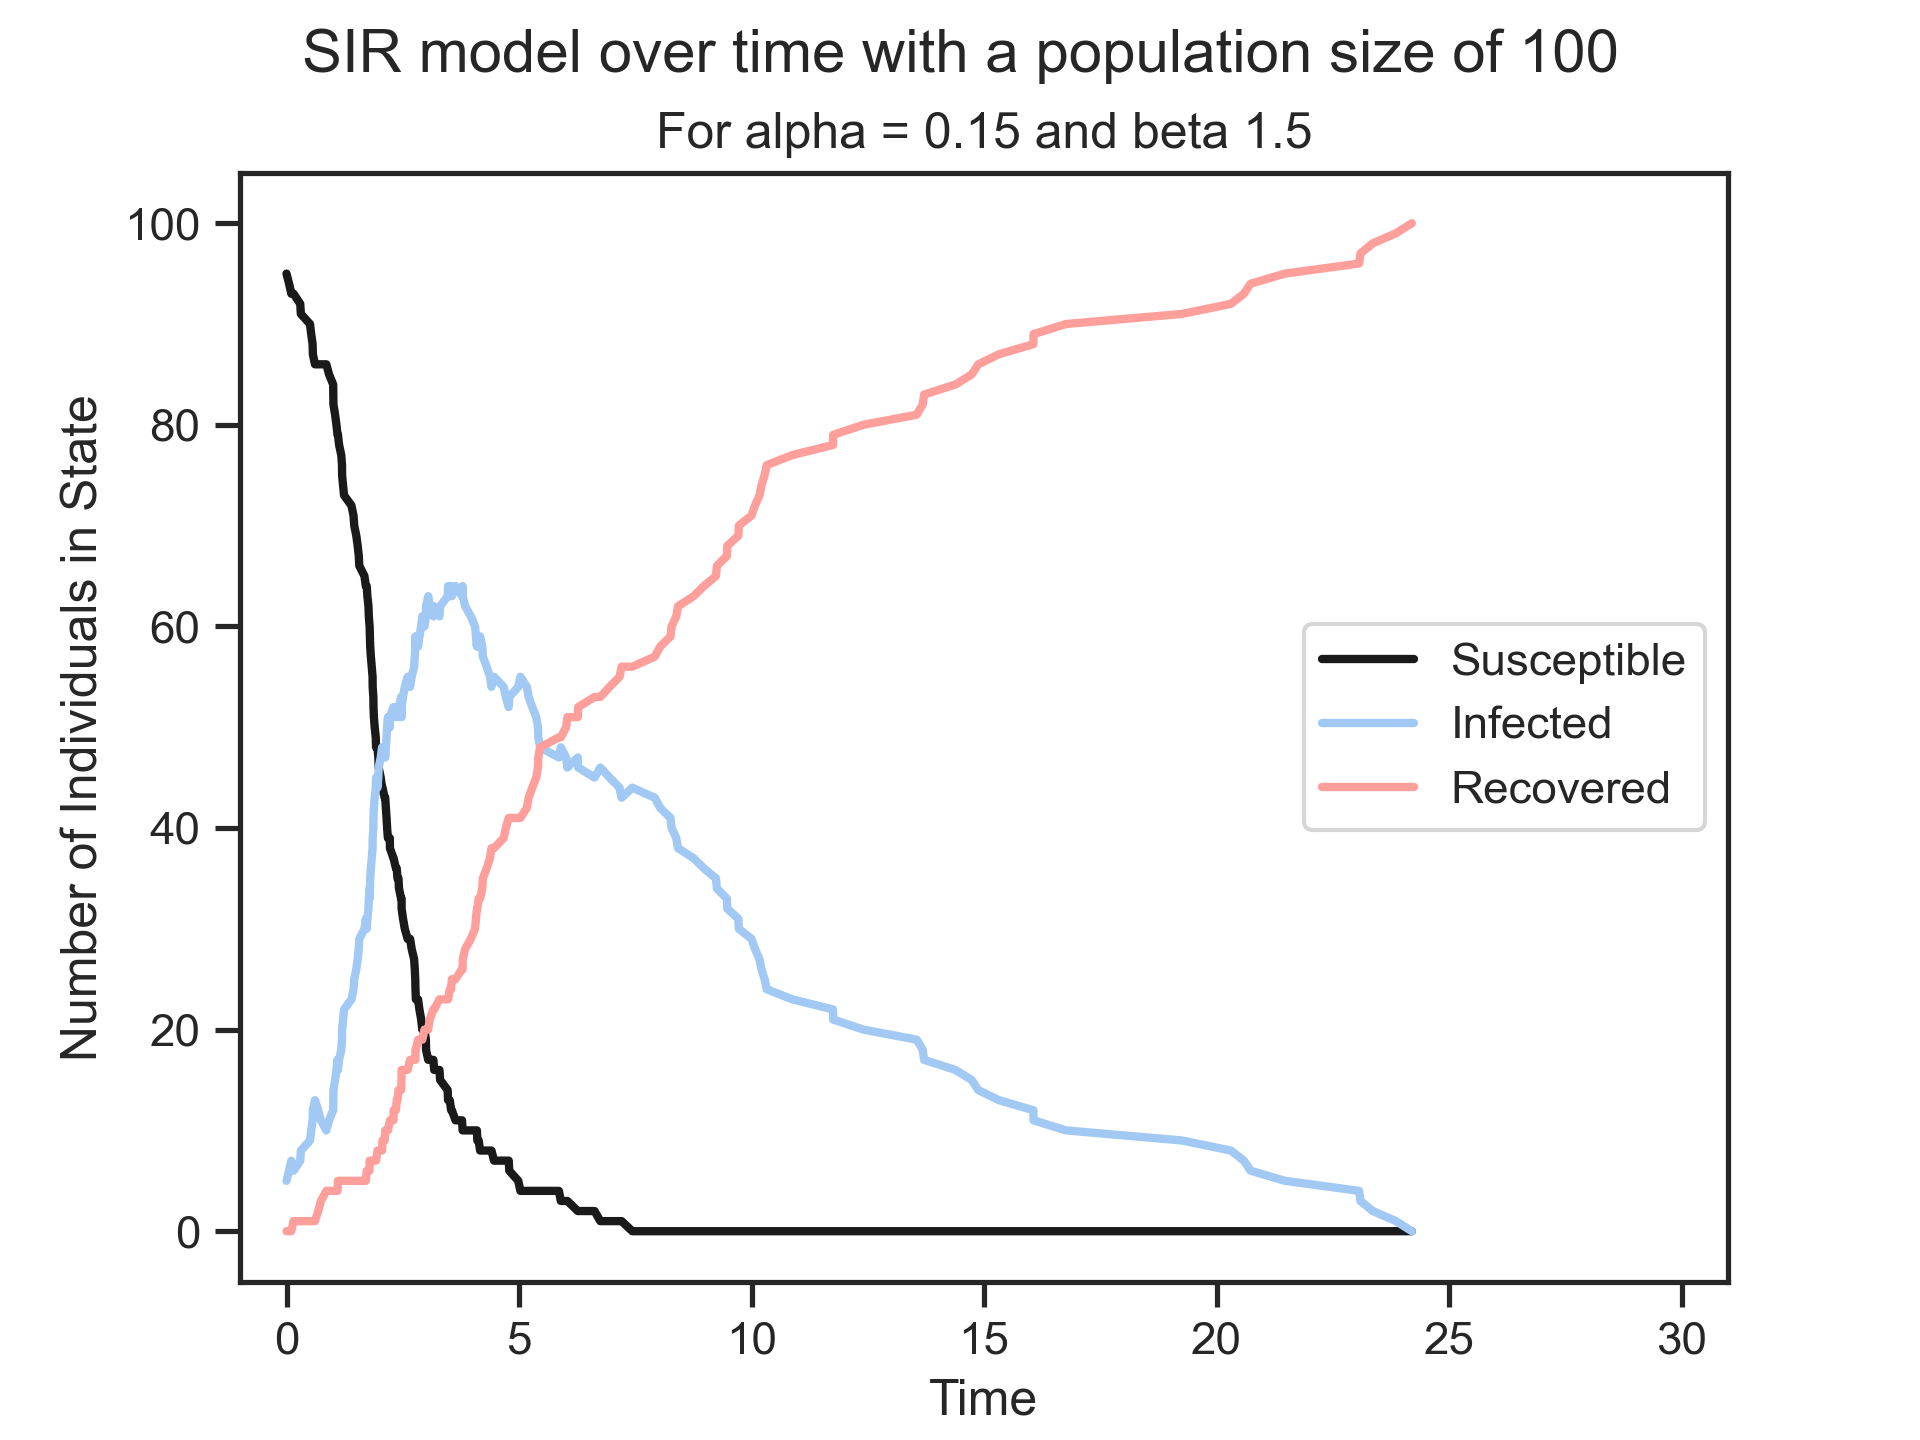 SIR model over time with a population size of 100
For alpha = 0.15 and beta 1.5
Number of Individuals in State
100
80
60
40
20
0
Susceptible
Infected
Recovered
0 5 10 15 20 25 30
Time